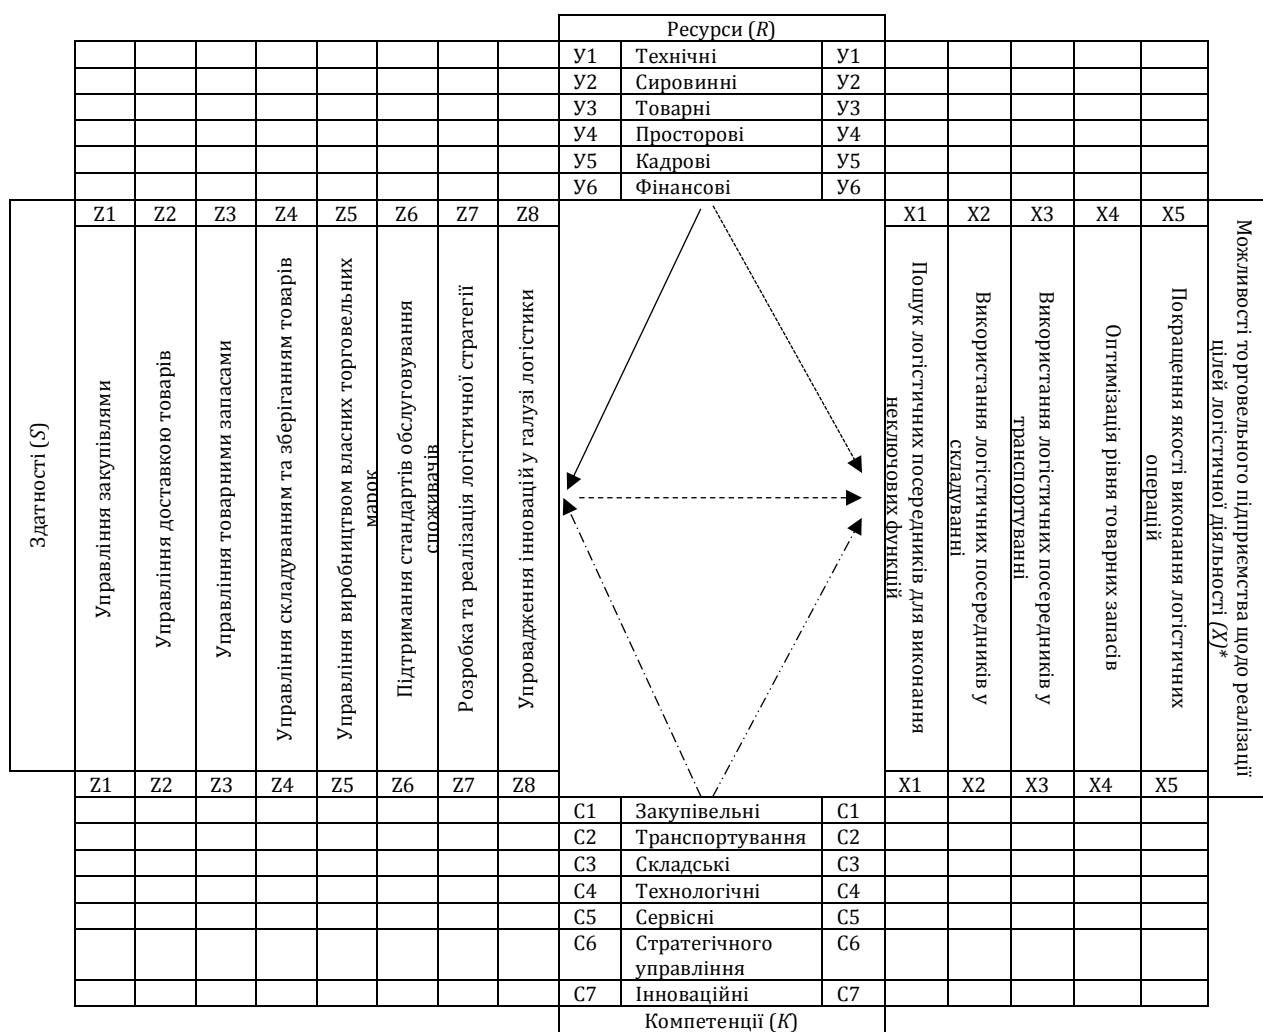 Ресурси (R)
У1 Технічні У1
У2 Сировинні У2
У3 Товарні У3
У4 Просторові У4
У5 Кадрові У5
У6 Фінансові У6
Z1 Z2 Z3 Z4 Z5 Z6 Z7 Z8 X1 X2 X3 X4 X5
Здатності (S)
Управління закупівлями
Управління доставкою товарів
Управління товарними запасами
Управління складуванням та зберіганням товарів
Управління виробництвом власних торговельних
марок
Підтримання стандартів обслуговування
споживачів
Розробка та реалізація логістичної стратегії
Упровадження інновацій у галузі логістики
Пошук логістичних посередників для виконання
неключових функцій
Використання логістичних посередників у
складуванні
Використання логістичних посередників у
транспортуванні
Оптимізація рівня товарних запасів
Покращення якості виконання логістичних
операцій
Можливості торговельного підприємства щодо реалізації
цілей логістичної діяльності (X)*
Z1 Z2 Z3 Z4 Z5 Z6 Z7 Z8 X1 X2 X3 X4 X5
С1 Закупівельні С1
С2 Транспортування С2
С3 Складські С3
С4 Технологічні С4
С5 Сервісні С5
С6 Стратегічного С6
управління
С7 Інноваційні С7
Компетенції (К)